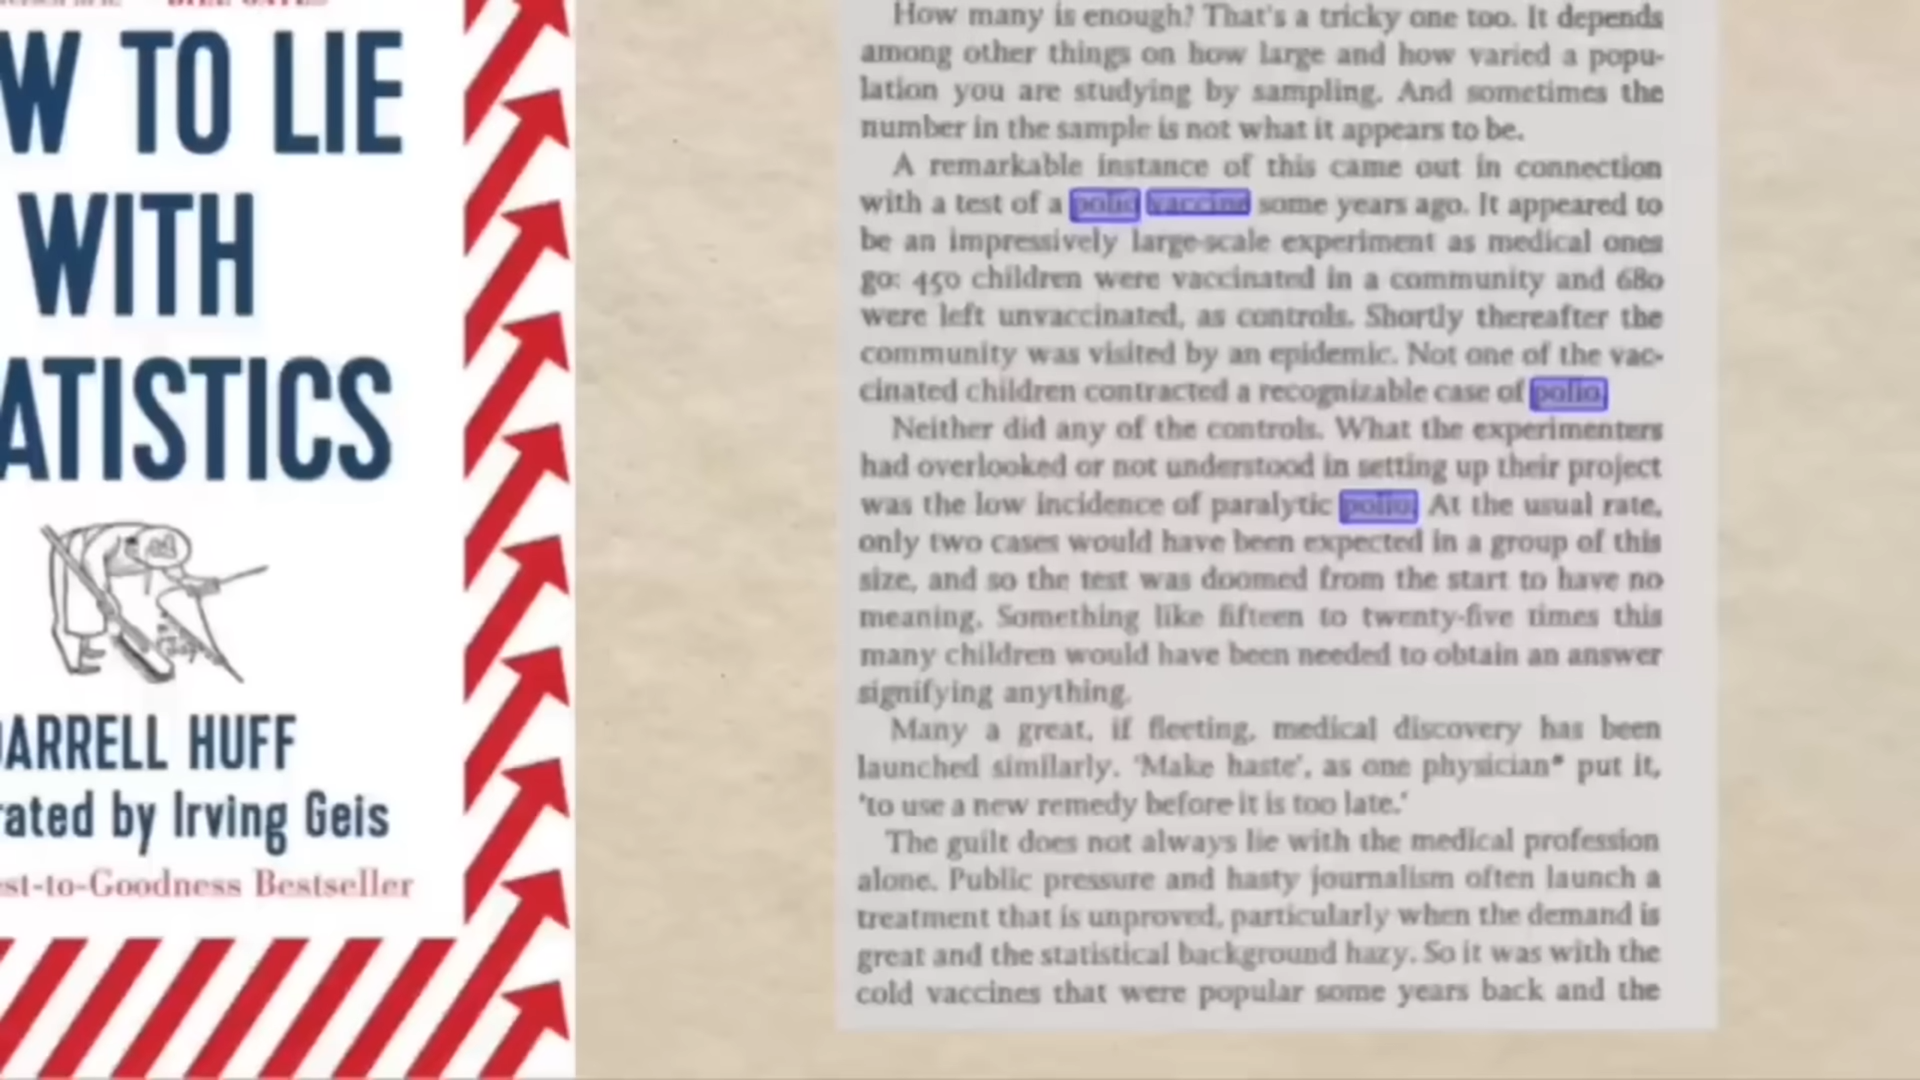 W TO LIE
WITH
ATISTICS
ARRELL HUFF
rated by Irving Geis
st-to-Goodness Bestseller
How many is enough? That's a tricky one too. It depends
among other things on how large and how varied a popu-
lation you are studying by sampling. And sometimes the
number in the sample is not what it appears to be.
A remarkable instance of this came out in connection
with a test of a polio vaccine some years ago. It appeared to
be an impressively large-scale experiment as medical ones
go: 450 children were vaccinated in a community and 680
were left unvaccinated, as controls. Shortly thereafter the
community was visited by an epidemic. Not one of the vac-
cinated children contracted a recognizable case of polio.
Neither did any of the controls. What the experimenters
had overlooked or not understood in setting up their project
was the low incidence of paralytic polio. At the usual rate,
only two cases would have been expected in a group of this
size, and so the test was doomed from the start to have no
meaning. Something like fifteen to twenty-five times this
many children would have been needed to obtain an answer
signifying anything.
Many a great, if fleeting, medical discovery has been
launched similarly. 'Make haste', as one physician* put it,
'to use a new remedy before it is too late.'
The guilt does not always lie with the medical profession
alone. Public pressure and hasty journalism often launch a
treatment that is unproved, particularly when the demand is
great and the statistical background hazy. So it was with the
cold vaccines that were popular some years back and the